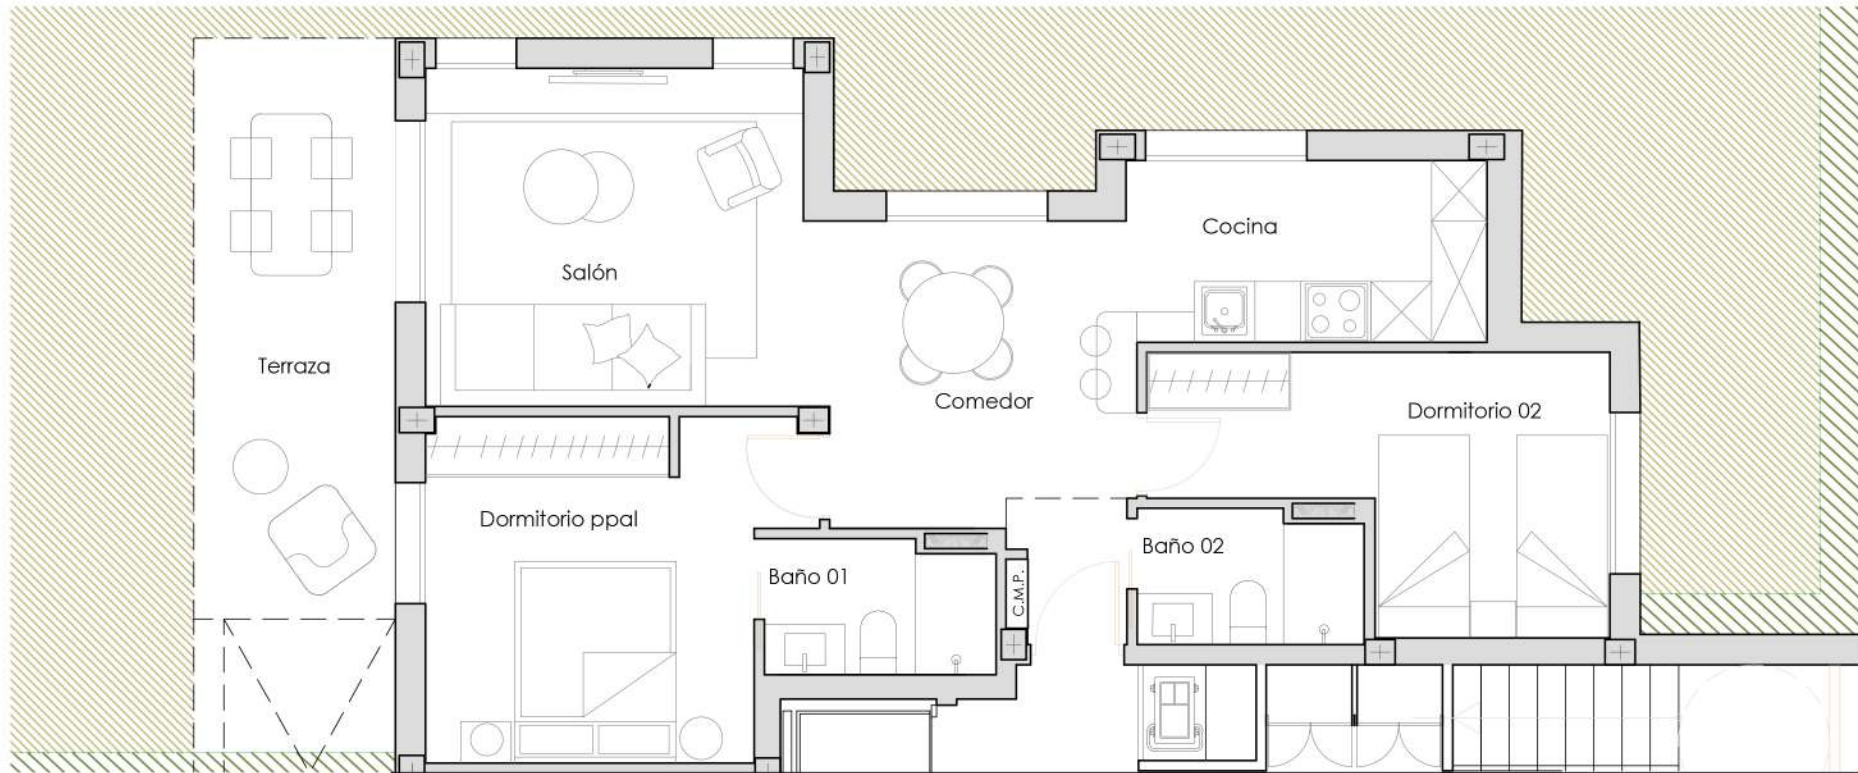 Cocina
Salón
Terraza
Comedor
Dormitorio 02
Dormitorio ppal
Baño 02
Baño 01
C.M.P.